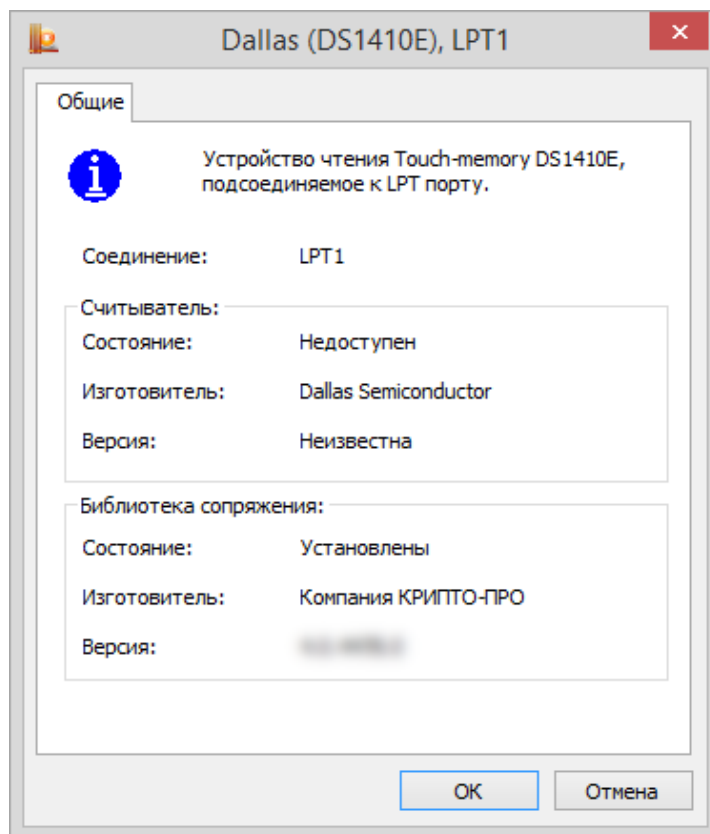 Dallas (DS1410E), LPT1
Общие
Устройство чтения Touch-memory DS1410E,
подсоединяемое к LPT порту.
Соединение: LPT1
Считыватель:
Состояние: Недоступен
Изготовитель: Dallas Semiconductor
Версия: Неизвестна
Библиотека сопряжения:
Состояние: Установлены
Изготовитель: Компания КРИПТО-ПРО
Версия:
ОК Отмена